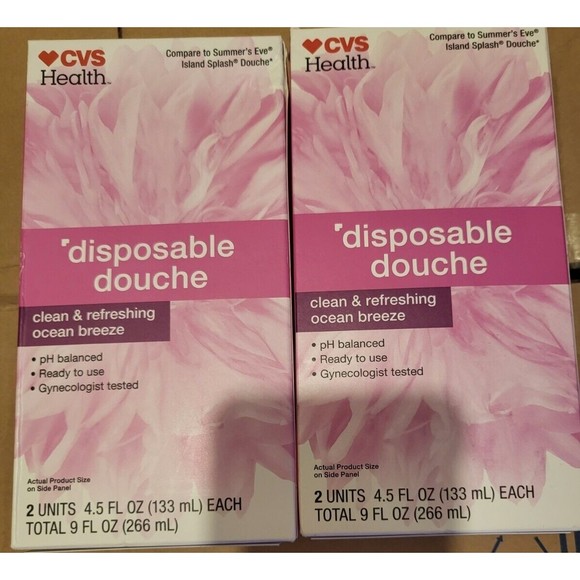 CVS
Health™
Compare to Summer's Eve®
Island Splash® Douche*
disposable
douche
clean & refreshing
ocean breeze
• pH balanced
• Ready to use
• Gynecologist tested
Actual Product Size
on Side Panel
2 UNITS 4.5 FL OZ (133 mL) EACH
TOTAL 9 FL OZ (266 mL)
CVS
Health™
Compare to Summer's Eve®
Island Splash® Douche*
disposable
douche
clean & refreshing
ocean breeze
• pH balanced
• Ready to use
• Gynecologist tested
Actual Product Size
on Side Panel
2 UNITS 4.5 FL OZ (133 mL) EACH
TOTAL 9 FL OZ (266 mL)